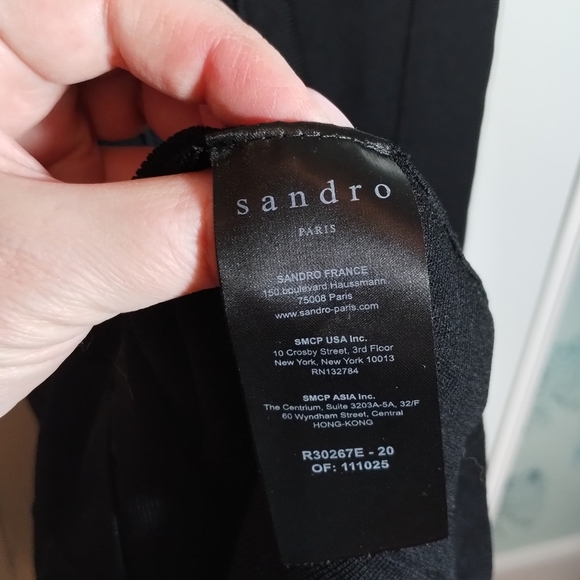 sandro
PARIS
SANDRO FRANCE
150 boulevard Haussmann
75008 Paris
www.sandro-paris.com
SMCP USA Inc.
10 Crosby Street, 3rd Floor
New York, New York 10013
RN132784
SMCP ASIA Inc.
The Centrium, Suite 3203A-5A, 32/F
60 Wyndham Street, Central
HONG-KONG
R30267E - 20
OF: 111025